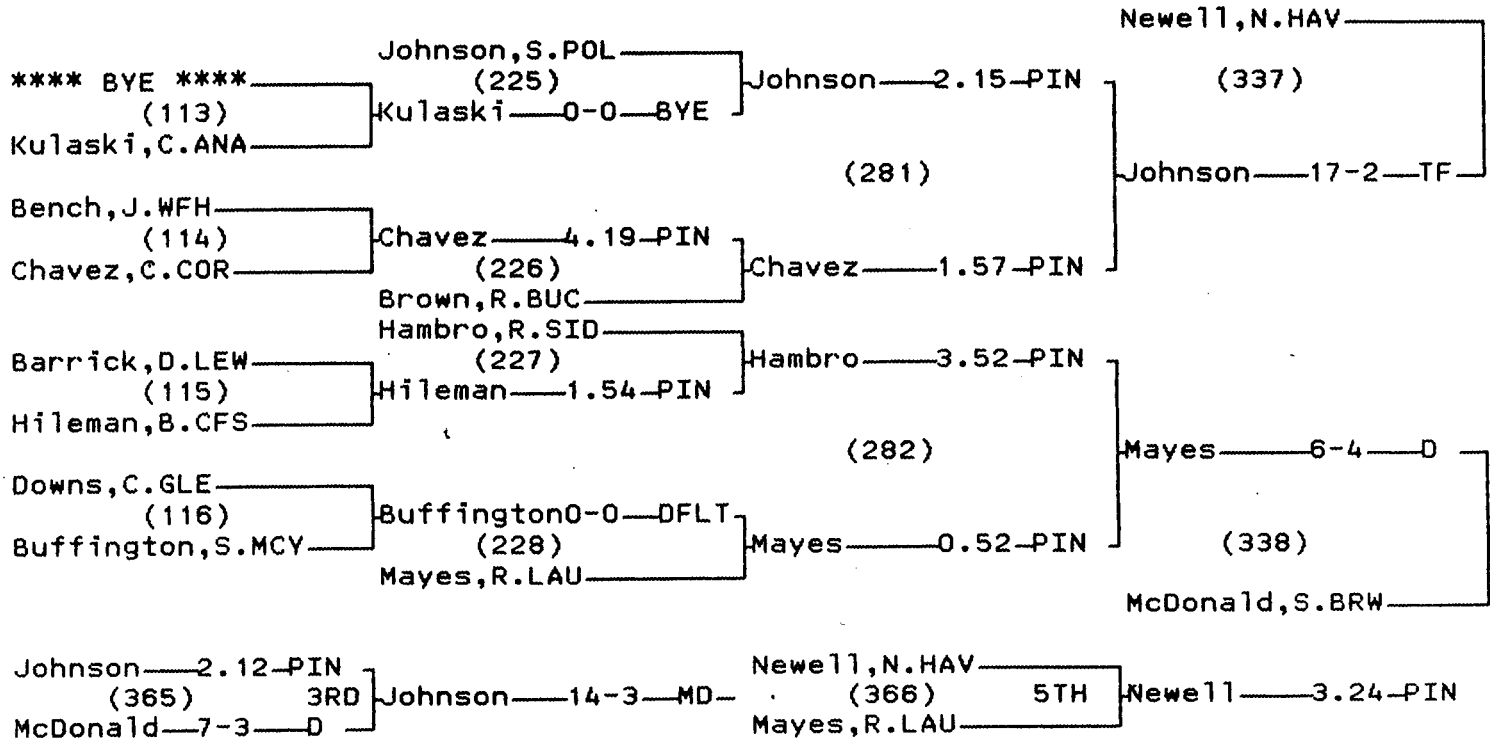 Newell,N.HAV
Johnson,S.POL
**** BYE **** (225) Johnson 2.15 PIN (337)
(113) Kulaski 0-0 BYE
Kulaski,C.ANA
(281) Johnson 17-2 TF
Bench,J.WFH
(114) Chavez 4.19 PIN
Chavez,C.COR (226) Chavez 1.57 PIN
Brown,R.BUC
Hambro,R.SID
Barrick,D.LEW (227) Hambro 3.52 PIN
(115) Hileman 1.54 PIN
Hileman,B.CFS
(282) Mayes 6-4 D
Downs,C.GLE
(116) Buffington 0-0 DFLT
Buffington,S.MCY (228) Mayes 0.52 PIN (338)
Mayes,R.LAU
McDonald,S.BRW
Johnson 2.12 PIN Newell,N.HAV
(365) 3RD Johnson 14-3 MD (366) 5TH Newell 3.24 PIN
McDonald 7-3 D Mayes,R.LAU